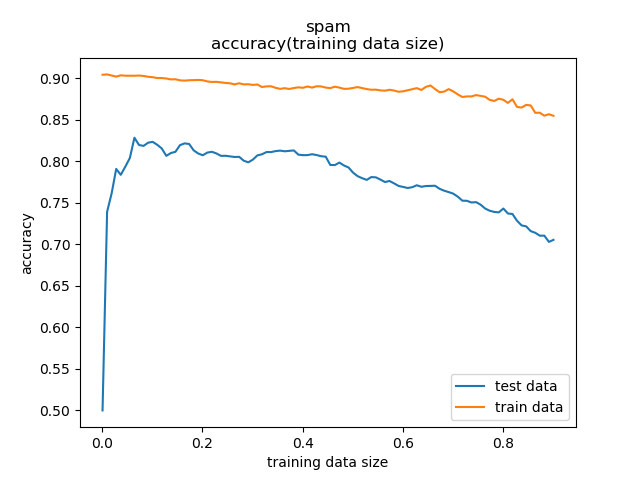 spam
accuracy(training data size)
accuracy
0.90
0.85
0.80
0.75
0.70
0.65
0.60
0.55
0.50
0.0 0.2 0.4 0.6 0.8
training data size
test data
train data